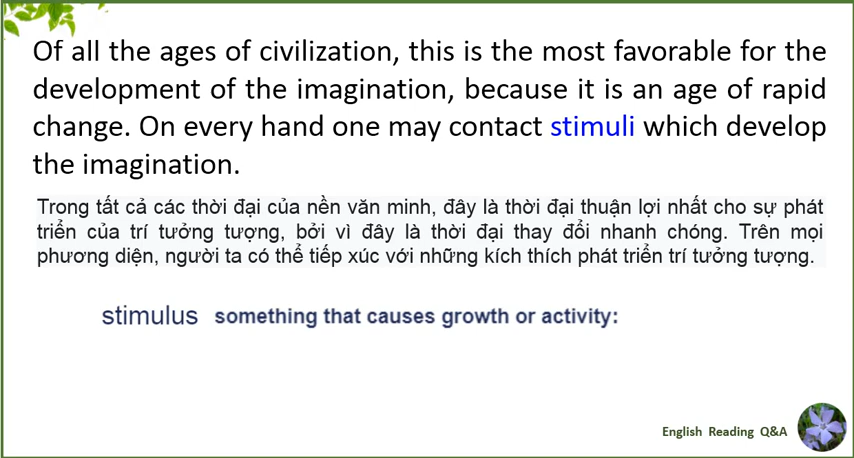 Of all the ages of civilization, this is the most favorable for the
development of the imagination, because it is an age of rapid
change. On every hand one may contact stimuli which develop
the imagination.
Trong tất cả các thời đại của nền văn minh, đây là thời đại thuận lợi nhất cho sự phát
triển của trí tưởng tượng, bởi vì đây là thời đại thay đổi nhanh chóng. Trên mọi
phương diện, người ta có thể tiếp xúc với những kích thích phát triển trí tưởng tượng.
stimulus something that causes growth or activity:
English Reading Q&A